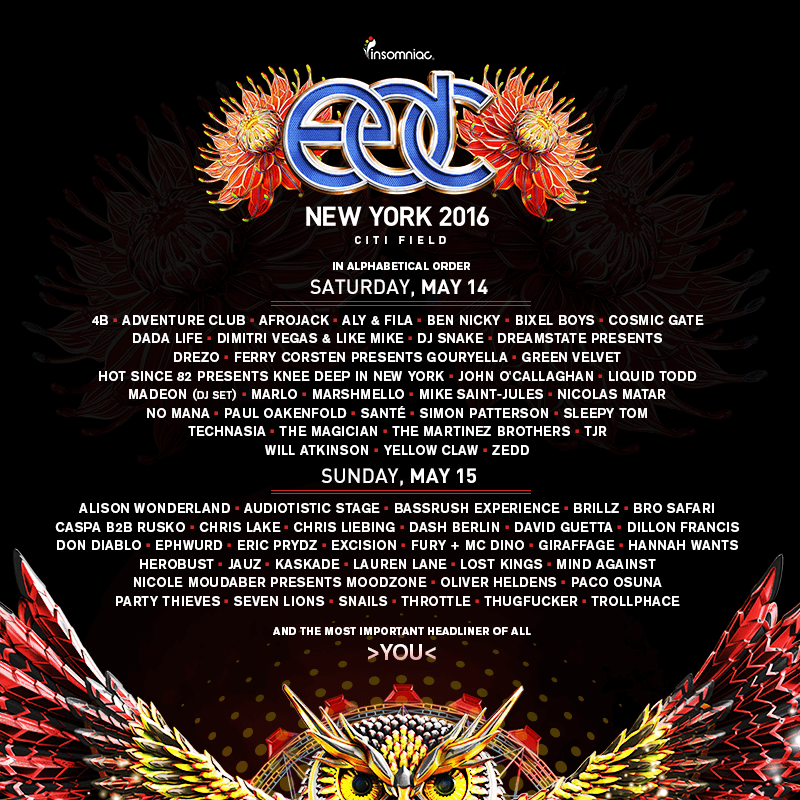 insomniac
edc
NEW YORK 2016
CITI FIELD
IN ALPHABETICAL ORDER
SATURDAY, MAY 14
4B ▪ ADVENTURE CLUB ▪ AFROJACK ▪ ALY & FILA ▪ BEN NICKY ▪ BIXEL BOYS ▪ COSMIC GATE
DADA LIFE ▪ DIMITRI VEGAS & LIKE MIKE ▪ DJ SNAKE ▪ DREAMSTATE PRESENTS
DREZO ▪ FERRY CORSTEN PRESENTS GOURYELLA ▪ GREEN VELVET
HOT SINCE 82 PRESENTS KNEE DEEP IN NEW YORK ▪ JOHN O'CALLAGHAN ▪ LIQUID TODD
MADEON (DJ SET) ▪ MARLO ▪ MARSHMELLO ▪ MIKE SAINT-JULES ▪ NICOLAS MATAR
NO MANA ▪ PAUL OAKENFOLD ▪ SANTÉ ▪ SIMON PATTERSON ▪ SLEEPY TOM
TECHNASIA ▪ THE MAGICIAN ▪ THE MARTINEZ BROTHERS ▪ TJR
WILL ATKINSON ▪ YELLOW CLAW ▪ ZEDD
SUNDAY, MAY 15
ALISON WONDERLAND ▪ AUDIOTISTIC STAGE ▪ BASSRUSH EXPERIENCE ▪ BRILLZ ▪ BRO SAFARI
CASPA B2B RUSKO ▪ CHRIS LAKE ▪ CHRIS LIEBING ▪ DASH BERLIN ▪ DAVID GUETTA ▪ DILLON FRANCIS
DON DIABLO ▪ EPHWURD ▪ ERIC PRYDZ ▪ EXCISION ▪ FURY + MC DINO ▪ GIRAFFAGE ▪ HANNAH WANTS
HEROBUST ▪ JAUZ ▪ KASKADE ▪ LAUREN LANE ▪ LOST KINGS ▪ MIND AGAINST
NICOLE MOUDABER PRESENTS MOODZONE ▪ OLIVER HELDENS ▪ PACO OSUNA
PARTY THIEVES ▪ SEVEN LIONS ▪ SNAILS ▪ THROTTLE ▪ THUGFUCKER ▪ TROLLPHACE
AND THE MOST IMPORTANT HEADLINER OF ALL
>YOU<